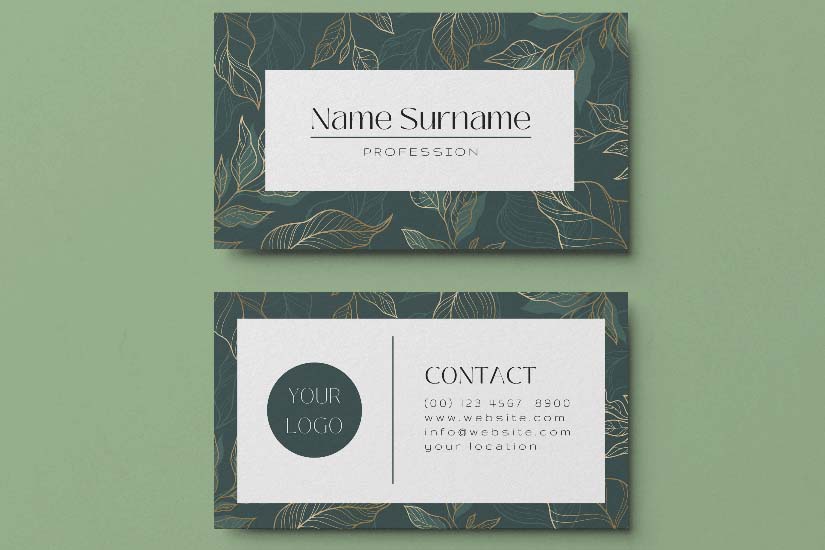 Name Surname
PROFESSION
YOUR
LOGO
CONTACT
(00) 123 4567 8900
www.website.com
info@website.com
your location